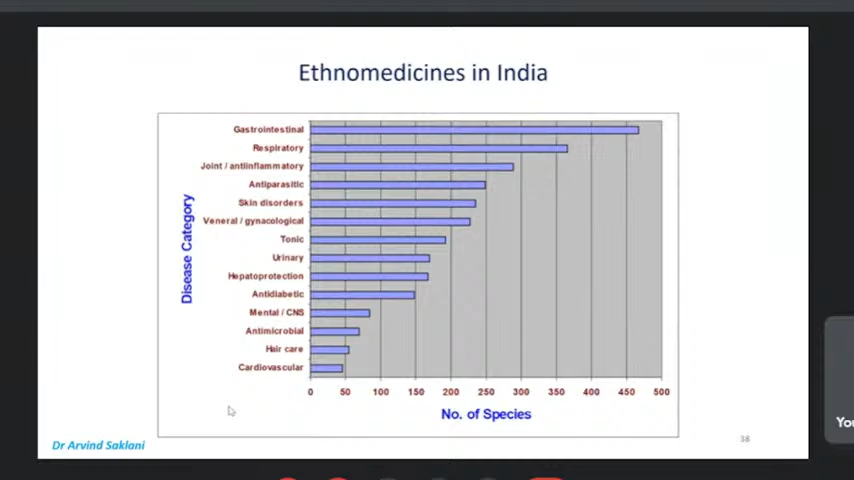 Ethnomedicines in India
Gastrointestinal
Respiratory
Joint / antiinflammatory
Antiparasitic
Skin disorders
Veneral / gynacological
Tonic
Urinary
Hepatoprotection
Antidiabetic
Mental / CNS
Antimicrobial
Hair care
Cardiovascular
Disease Category
0 50 100 150 200 250 300 350 400 450 500
No. of Species
Dr Arvind Saklani
38